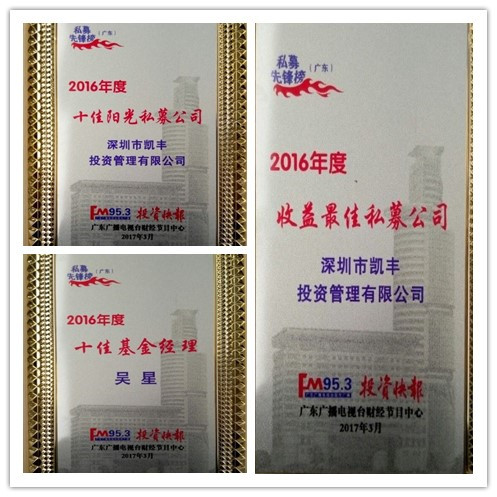 私募
先锋榜
（广东）
2016年度
十佳阳光私募公司
深圳市凯丰
投资管理有限公司
FM95.3 投资快报
广东广播电视台财经节目中心
2017年3月
私募
先锋榜
（广东）
2016年度
十佳基金经理
吴星
FM95.3 投资快报
广东广播电视台财经节目中心
2017年3月
私募
先锋榜
（广东）
2016年度
收益最佳私募公司
深圳市凯丰
投资管理有限公司
FM95.3 投资快報
广东广播电视台财经节目中心
2017年3月